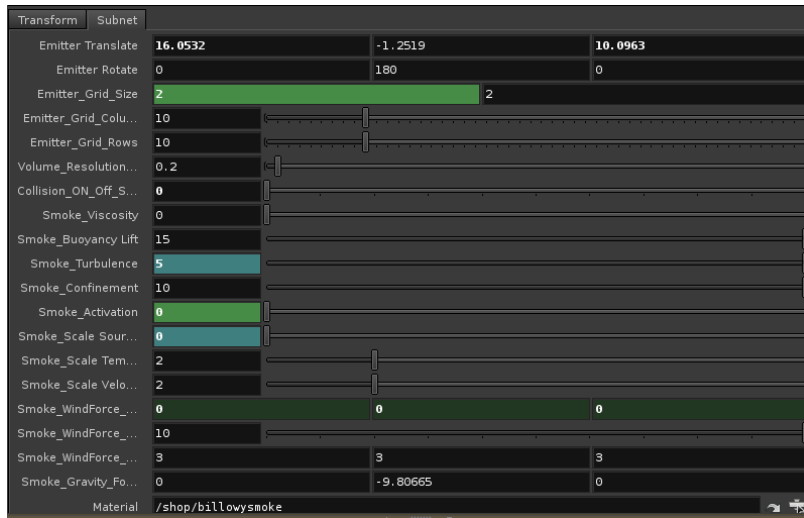 Transform Subnet
Emitter Translate 16.0532 -1.2519 10.0963
Emitter Rotate 0 180 0
Emitter_Grid_Size 2 2
Emitter_Grid_Colu... 10
Emitter_Grid_Rows 10
Volume_Resolution... 0.2
Collision_ON_Off_S... 0
Smoke_Viscosity 0
Smoke_Buoyancy Lift 15
Smoke_Turbulence 5
Smoke_Confinement 10
Smoke_Activation 0
Smoke_Scale Sour... 0
Smoke_Scale Tem... 2
Smoke_Scale Velo... 2
Smoke_WindForce_... 0 0 0
Smoke_WindForce_... 10
Smoke_WindForce_... 3 3 3
Smoke_Gravity_Fo... 0 -9.80665 0
Material /shop/billowysmoke